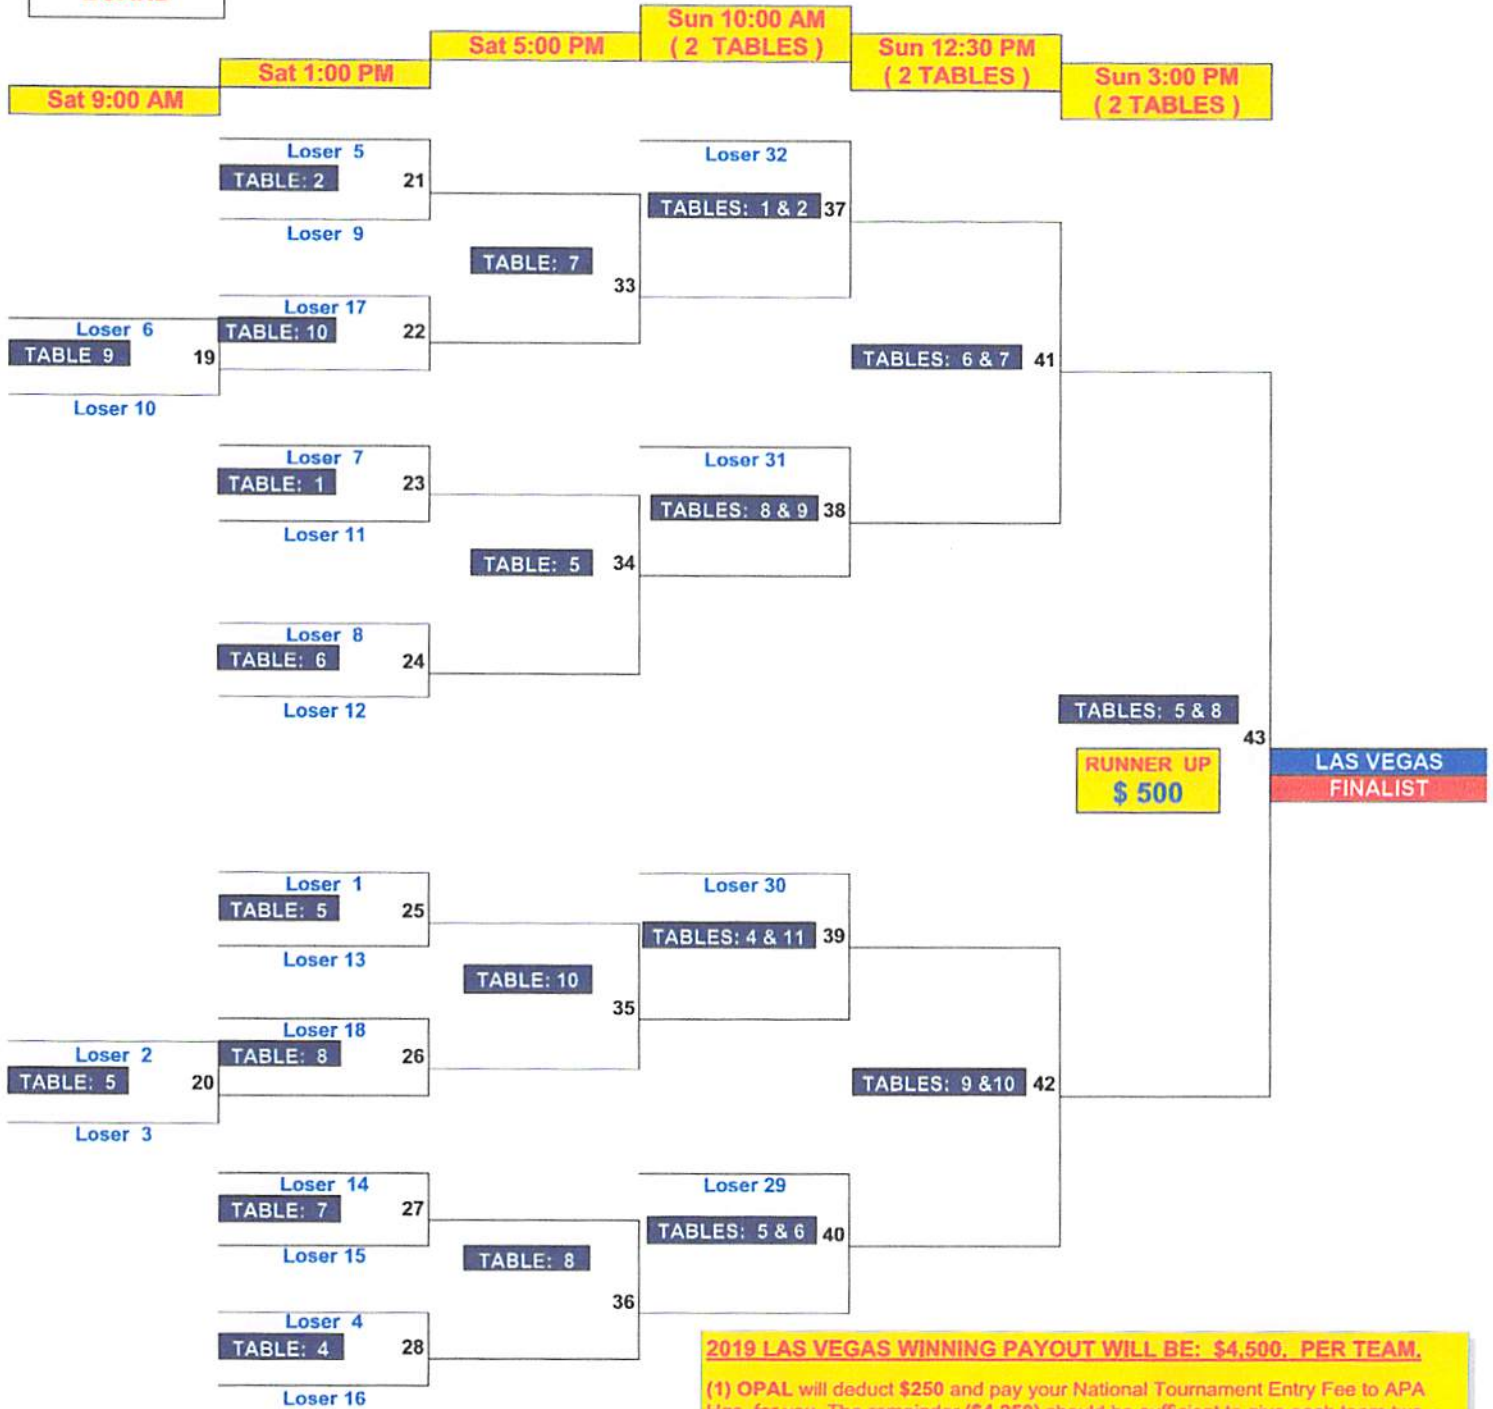 Sun 10:00 AM
( 2 TABLES )
Sat 5:00 PM
Sun 12:30 PM
( 2 TABLES )
Sat 1:00 PM
Sun 3:00 PM
( 2 TABLES )
Sat 9:00 AM
Loser 5
TABLE: 2 21
Loser 9
Loser 32
TABLES: 1 & 2 37
TABLE: 7
33
Loser 17
TABLE: 10 22
Loser 6
TABLE 9 19
Loser 10
TABLES: 6 & 7 41
Loser 7
TABLE: 1 23
Loser 11
Loser 31
TABLES: 8 & 9 38
TABLE: 5 34
Loser 8
TABLE: 6 24
Loser 12
TABLES: 5 & 8
43
RUNNER UP
$ 500
LAS VEGAS
FINALIST
Loser 1
TABLE: 5 25
Loser 13
Loser 30
TABLES: 4 & 11 39
TABLE: 10
35
Loser 18
TABLE: 8 26
Loser 2
TABLE: 5 20
Loser 3
TABLES: 9 &10 42
Loser 14
TABLE: 7 27
Loser 15
Loser 29
TABLES: 5 & 6 40
TABLE: 8
36
Loser 4
TABLE: 4 28
Loser 16
2019 LAS VEGAS WINNING PAYOUT WILL BE: $4,500. PER TEAM.
(1) OPAL will deduct $250 and pay your National Tournament Entry Fee to APA